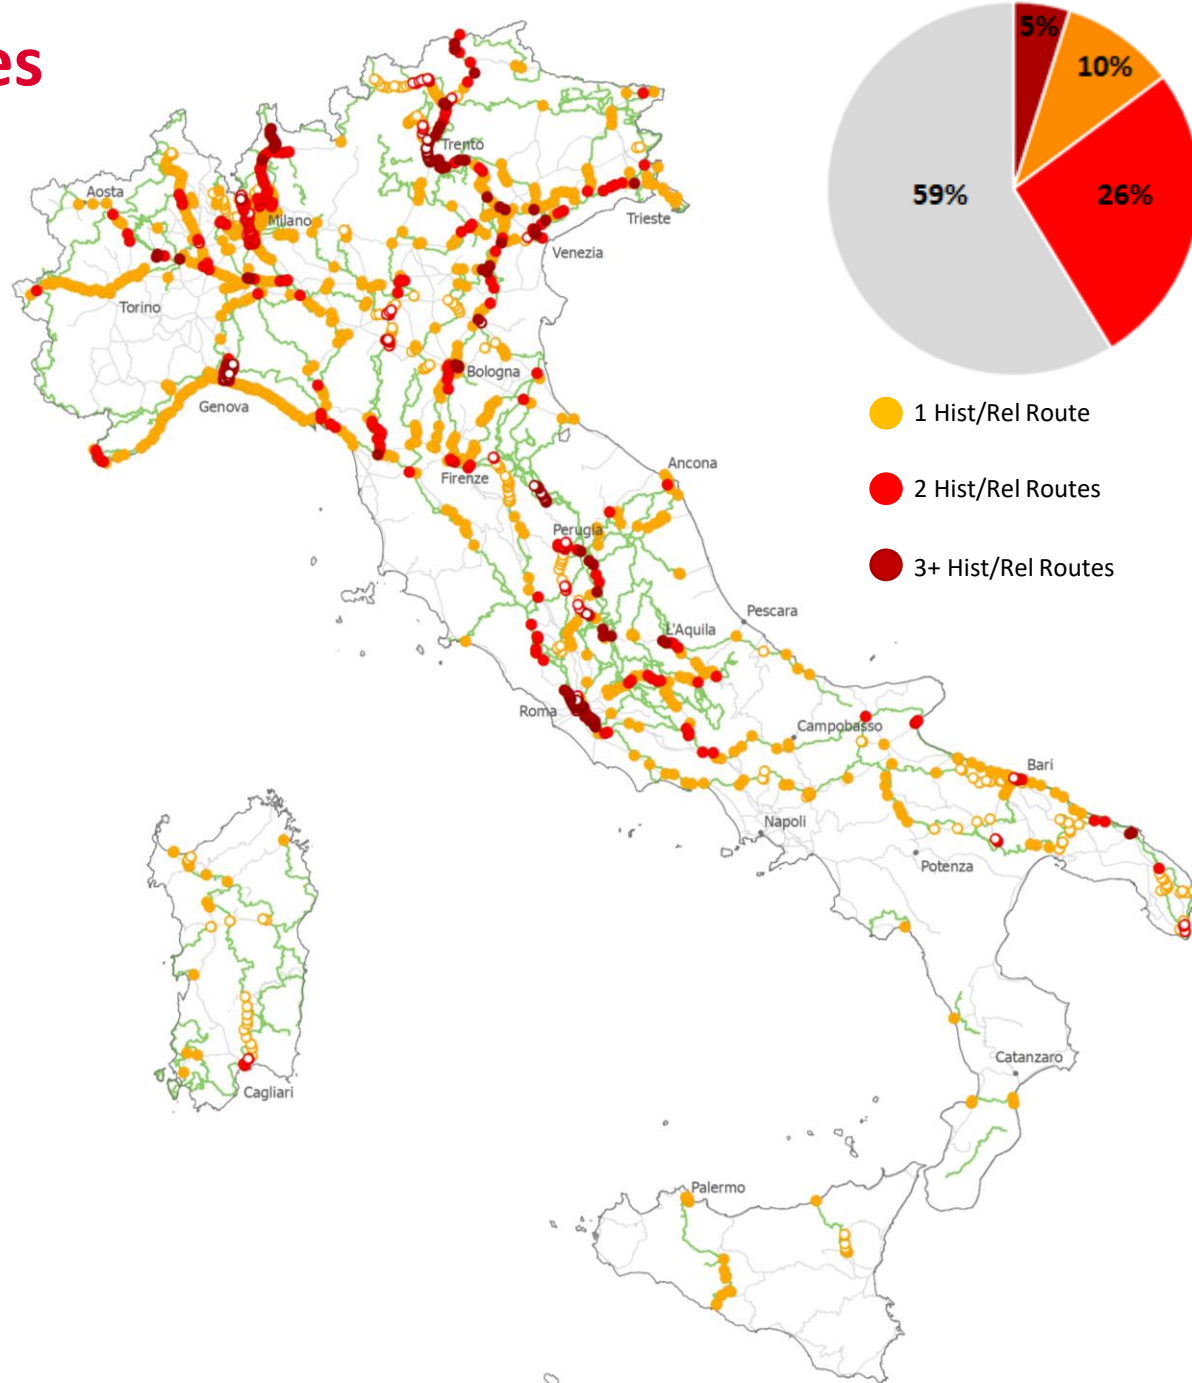 es
5%
10%
59%
26%
1 Hist/Rel Route
2 Hist/Rel Routes
3+ Hist/Rel Routes
Trento
Aosta
Milano
Trieste
Venezia
Torino
Bologna
Genova
Ancona
Firenze
Perugia
Pescara
L'Aquila
Roma
Campobasso
Bari
Napoli
Potenza
Catanzaro
Cagliari
Palermo